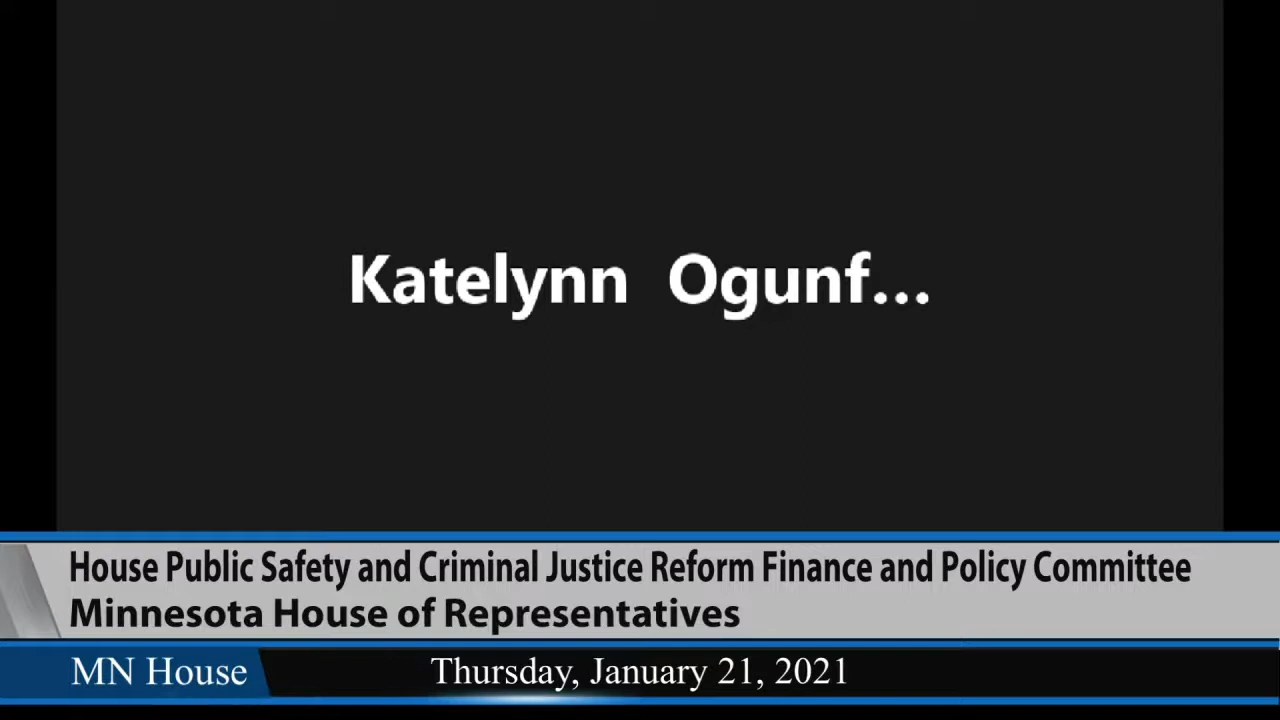 Katelynn Ogunf...
House Public Safety and Criminal Justice Reform Finance and Policy Committee
Minnesota House of Representatives
MN House
Thursday, January 21, 2021